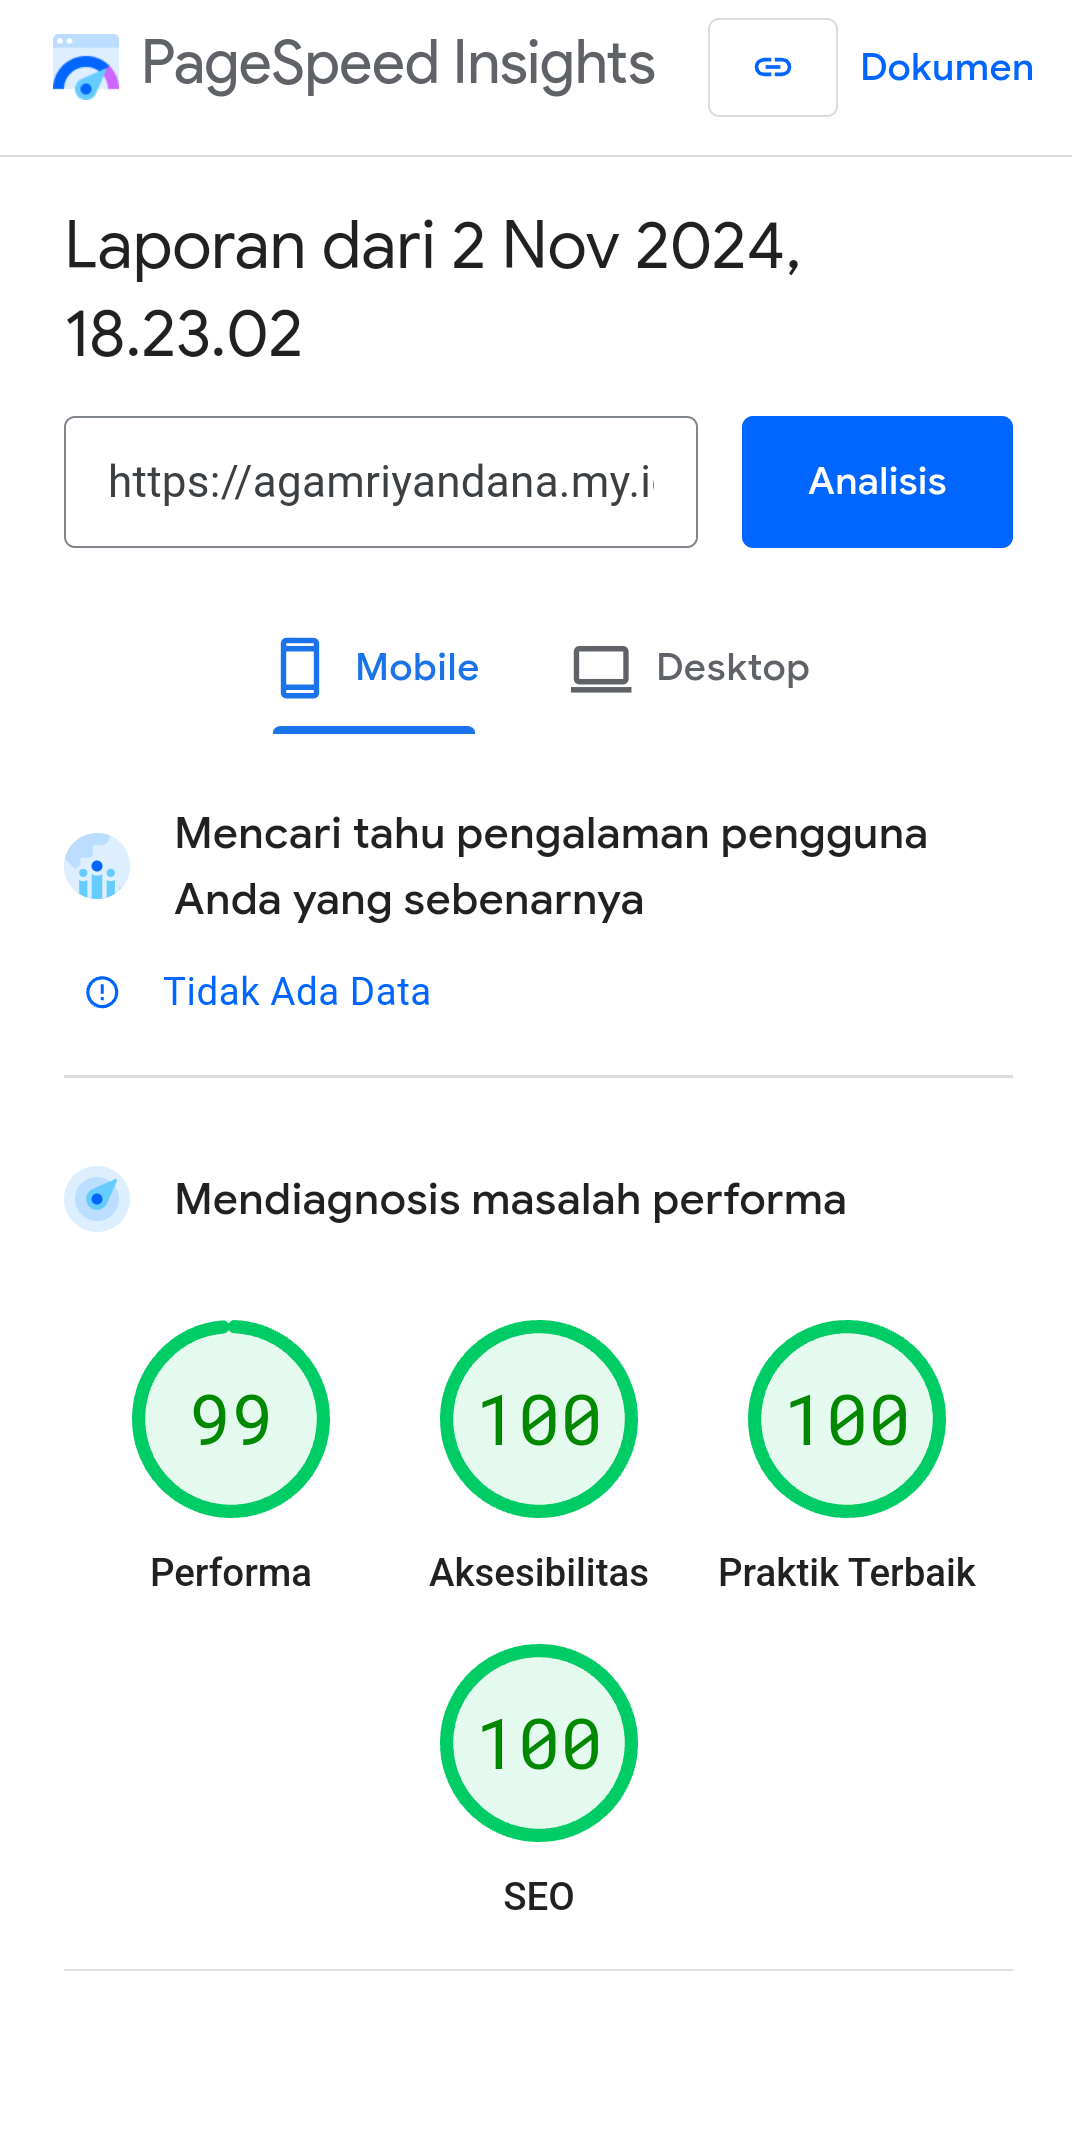 PageSpeed Insights
Dokumen
Laporan dari 2 Nov 2024,
18.23.02
https://agamriyandana.my.i
Analisis
Mobile
Desktop
Mencari tahu pengalaman pengguna
Anda yang sebenarnya
Tidak Ada Data
Mendiagnosis masalah performa
99
100
100
Performa
Aksesibilitas
Praktik Terbaik
100
SEO